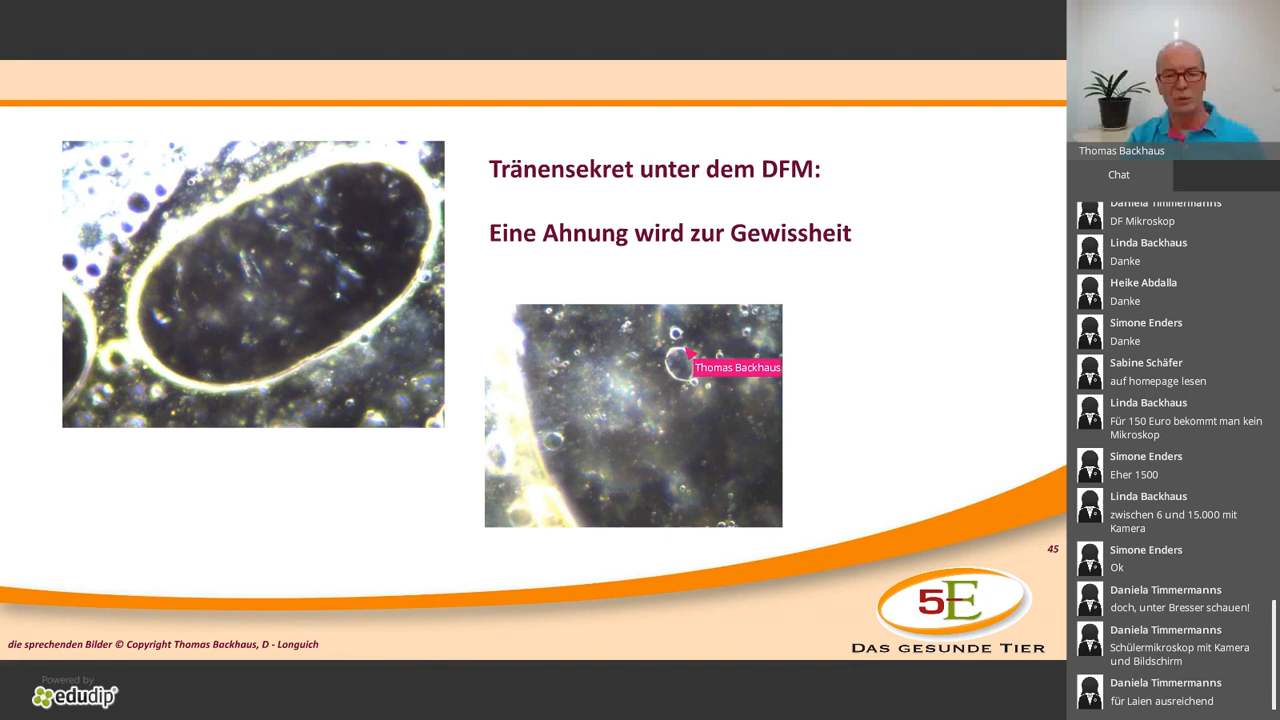 Tränensekret unter dem DFM:
Eine Ahnung wird zur Gewissheit
Thomas Backhaus
45
5E
DAS GESUNDE TIER
die sprechenden Bilder © Copyright Thomas Backhaus, D - Longuich
Powered by
edudip
Thomas Backhaus
Chat
Daniela Timmermanns
DF Mikroskop
Linda Backhaus
Danke
Heike Abdalla
Danke
Simone Enders
Danke
Sabine Schäfer
auf homepage lesen
Linda Backhaus
Für 150 Euro bekommt man kein
Mikroskop
Simone Enders
Eher 1500
Linda Backhaus
zwischen 6 und 15.000 mit
Kamera
Simone Enders
Ok
Daniela Timmermanns
doch, unter Bresser schauen!
Daniela Timmermanns
Schülermikroskop mit Kamera
und Bildschirm
Daniela Timmermanns
für Laien ausreichend